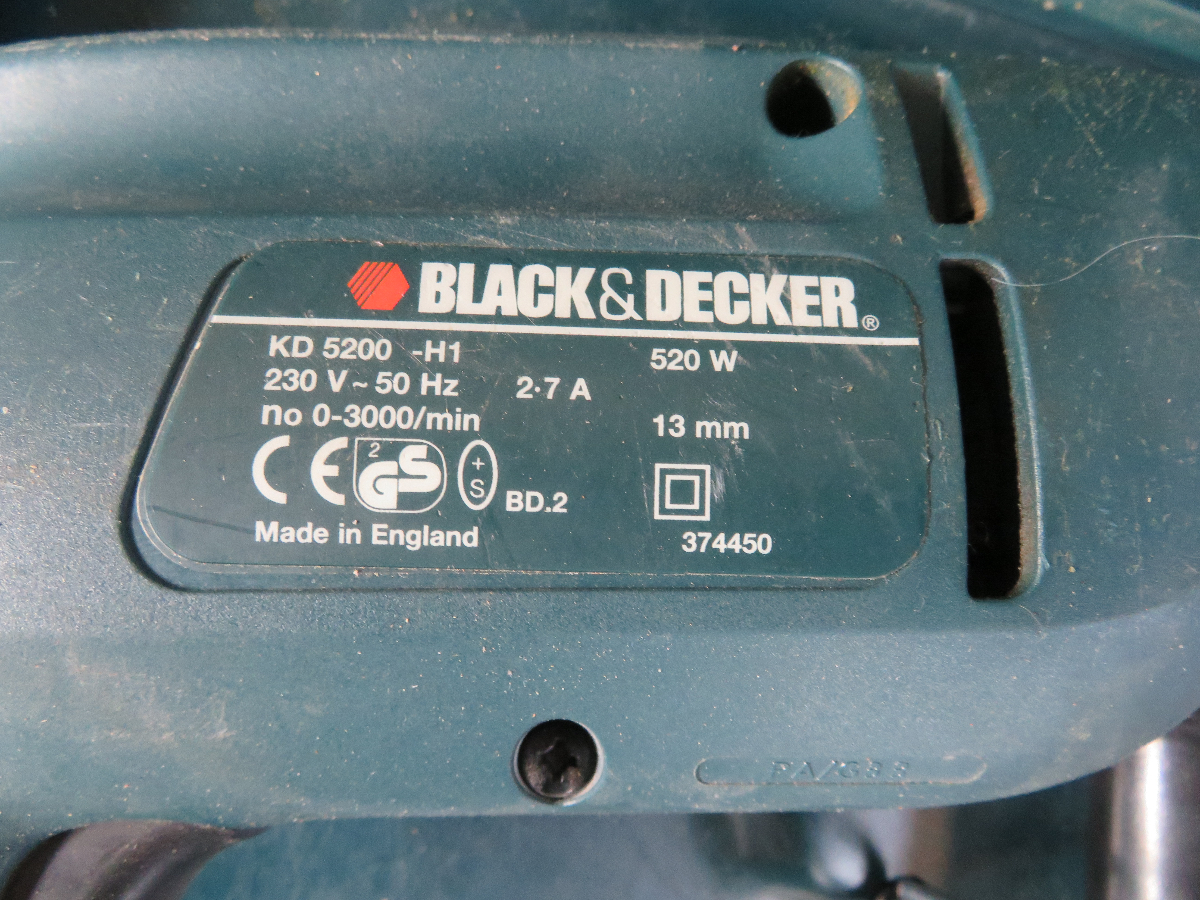 BLACK&DECKER®
KD 5200 -H1 520 W
230 V~50 Hz 2·7 A
no 0-3000/min 13 mm
CE 2 GS +S BD.2
Made in England 374450